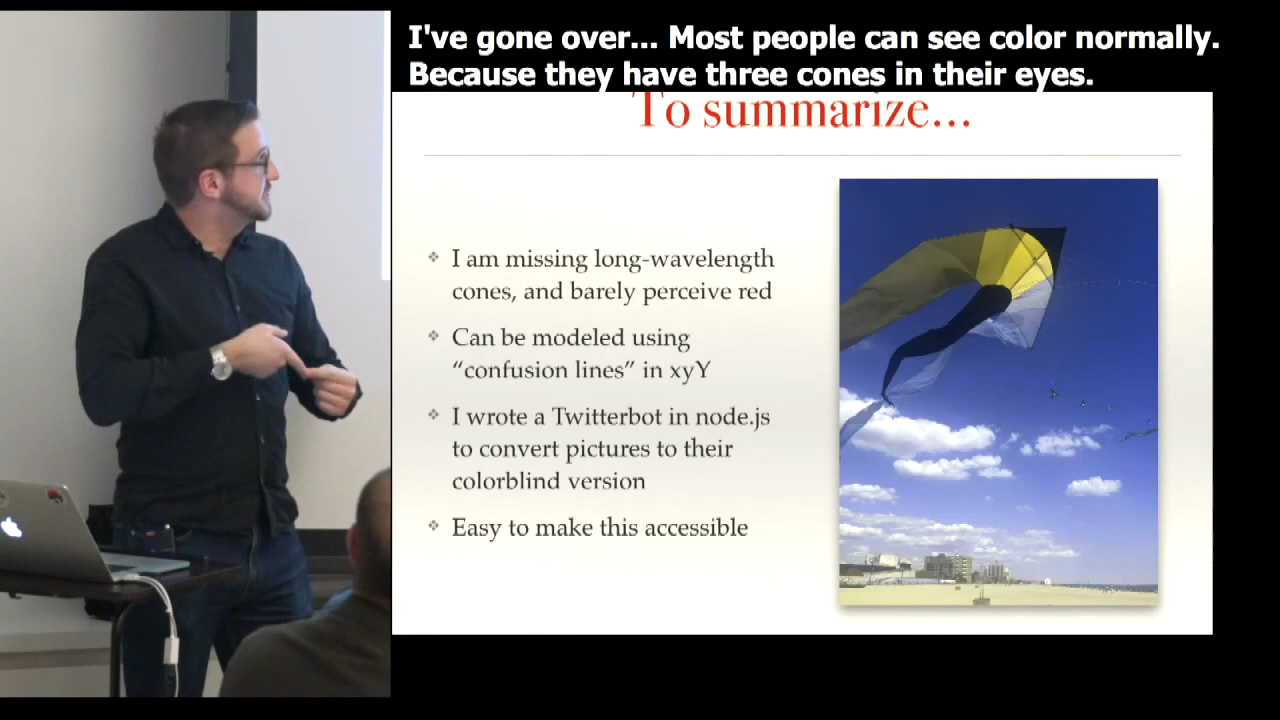 I've gone over... Most people can see color normally.
Because they have three cones in their eyes.
To summarize...
I am missing long-wavelength
cones, and barely perceive red
Can be modeled using
“confusion lines” in xyY
I wrote a Twitterbot in node.js
to convert pictures to their
colorblind version
Easy to make this accessible